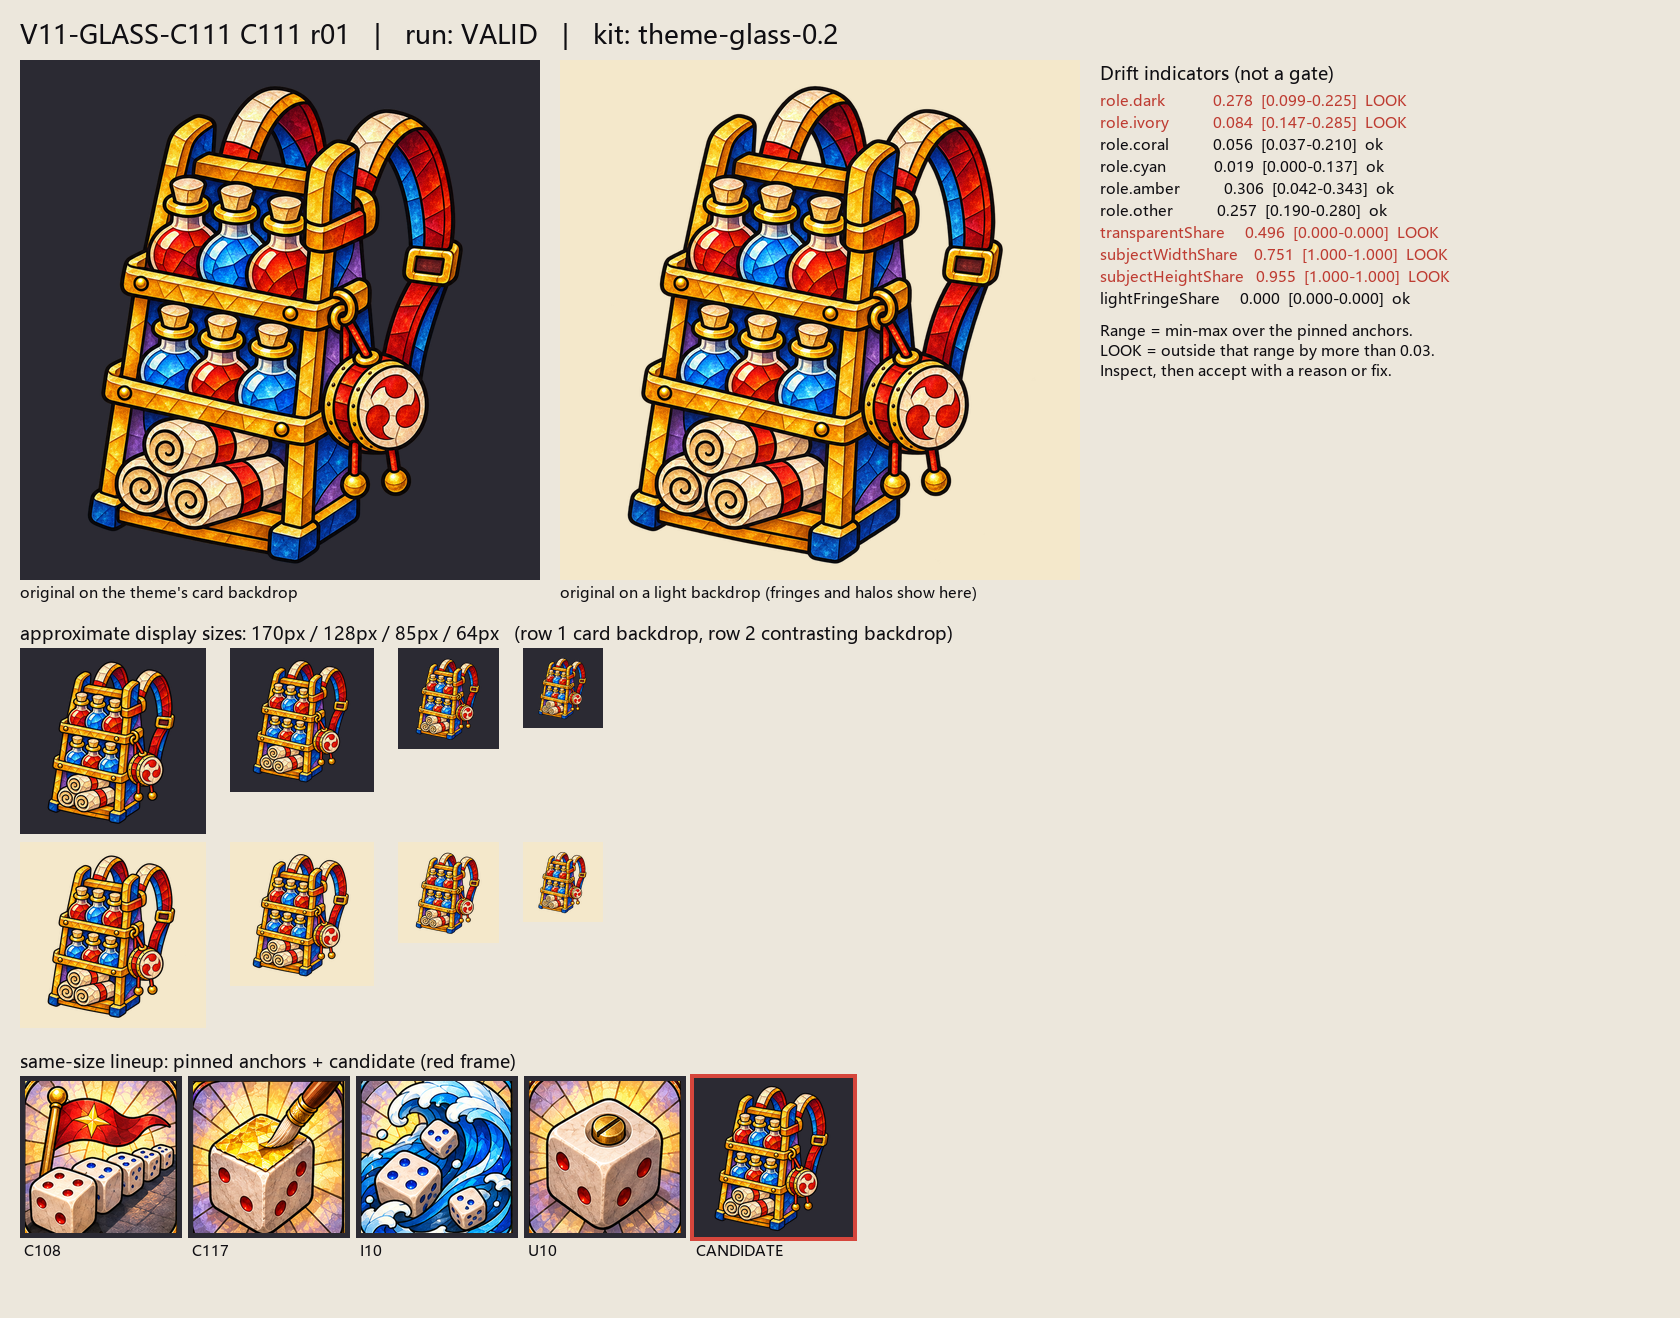 V11-GLASS-C111 C111 r01 | run: VALID | kit: theme-glass-0.2
Drift indicators (not a gate)
role.dark 0.278 [0.099-0.225] LOOK
role.ivory 0.084 [0.147-0.285] LOOK
role.coral 0.056 [0.037-0.210] ok
role.cyan 0.019 [0.000-0.137] ok
role.amber 0.306 [0.042-0.343] ok
role.other 0.257 [0.190-0.280] ok
transparentShare 0.496 [0.000-0.000] LOOK
subjectWidthShare 0.751 [1.000-1.000] LOOK
subjectHeightShare 0.955 [1.000-1.000] LOOK
lightFringeShare 0.000 [0.000-0.000] ok
Range = min-max over the pinned anchors.
LOOK = outside that range by more than 0.03.
Inspect, then accept with a reason or fix.
original on the theme's card backdrop
original on a light backdrop (fringes and halos show here)
approximate display sizes: 170px / 128px / 85px / 64px (row 1 card backdrop, row 2 contrasting backdrop)
same-size lineup: pinned anchors + candidate (red frame)
C108
C117
I10
U10
CANDIDATE